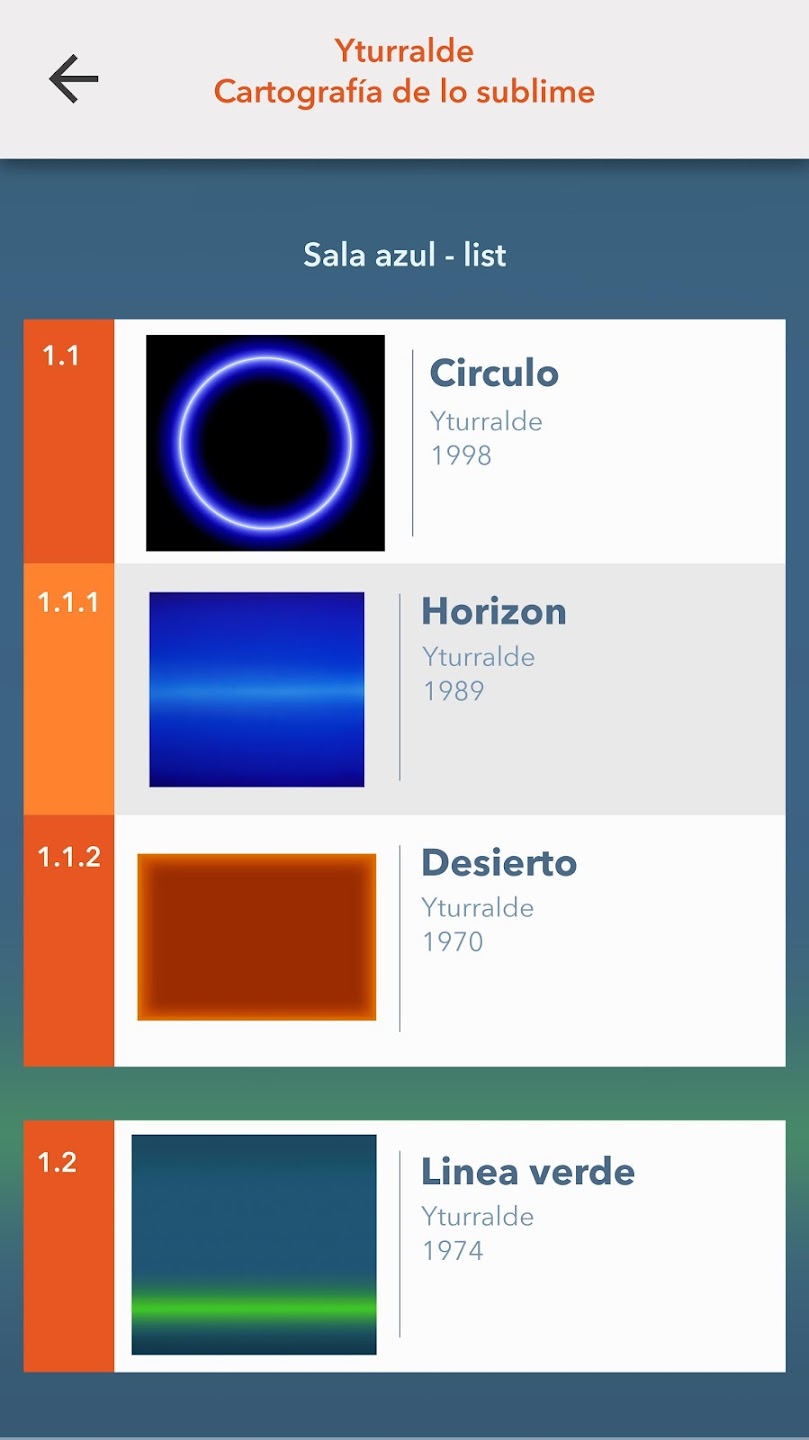 Yturralde
Cartografía de lo sublime
Sala azul - list
1.1
Circulo
Yturralde
1998
1.1.1
Horizon
Yturralde
1989
1.1.2
Desierto
Yturralde
1970
1.2
Linea verde
Yturralde
1974